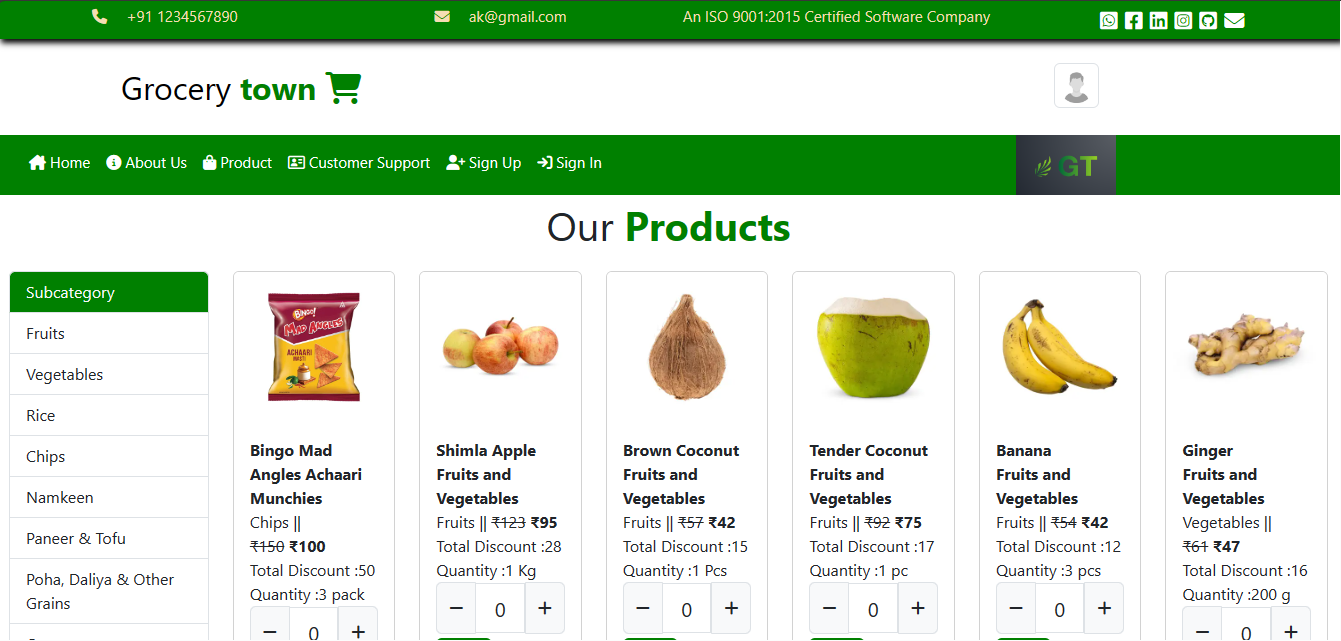 +91 1234567890
ak@gmail.com
An ISO 9001:2015 Certified Software Company
Grocery town
Home
About Us
Product
Customer Support
Sign Up
Sign In
GT
Our Products
Subcategory
Fruits
Vegetables
Rice
Chips
Namkeen
Paneer & Tofu
Poha, Daliya & Other
Grains
BINGO!
MAD ANGLES
ACHAARI
MASTI
Bingo Mad
Angles Achaari
Munchies
Chips ||
₹150 ₹100
Total Discount :50
Quantity :3 pack
− 0 +
Shimla Apple
Fruits and
Vegetables
Fruits || ₹123 ₹95
Total Discount :28
Quantity :1 Kg
− 0 +
Brown Coconut
Fruits and
Vegetables
Fruits || ₹57 ₹42
Total Discount :15
Quantity :1 Pcs
− 0 +
Tender Coconut
Fruits and
Vegetables
Fruits || ₹92 ₹75
Total Discount :17
Quantity :1 pc
− 0 +
Banana
Fruits and
Vegetables
Fruits || ₹54 ₹42
Total Discount :12
Quantity :3 pcs
− 0 +
Ginger
Fruits and
Vegetables
Vegetables ||
₹61 ₹47
Total Discount :16
Quantity :200 g
− 0 +